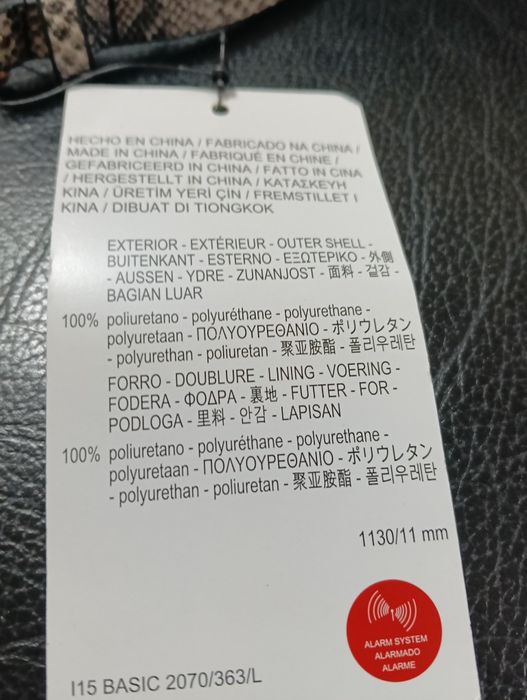 HECHO EN CHINA / FABRICADO NA CHINA /
MADE IN CHINA / FABRIQUÉ EN CHINE /
GEFABRICEERD IN CHINA / FATTO IN CINA
/ HERGESTELLT IN CHINA / ΚΑΤΑΣΚΕΥΗ
ΚΙΝΑ / ÜRETİM YERİ ÇİN / FREMSTILLET I
KINA / DIBUAT DI TIONGKOK
EXTERIOR - EXTÉRIEUR - OUTER SHELL -
BUITENKANT - ESTERNO - ΕΞΩΤΕΡΙΚΟ - 外側
- AUSSEN - YDRE - ZUNANJOST - 面料 - 겉감 -
BAGIAN LUAR
100% poliuretano - polyuréthane - polyurethane -
polyuretaan - ΠΟΛΥΟΥΡΕΘΑΝΙΟ - ポリウレタン
- polyurethan - poliuretan - 聚亚胺酯 - 폴리우레탄
FORRO - DOUBLURE - LINING - VOERING -
FODERA - ΦΟΔΡΑ - 裏地 - FUTTER - FOR -
PODLOGA - 里料 - 안감 - LAPISAN
100% poliuretano - polyuréthane - polyurethane -
polyuretaan - ΠΟΛΥΟΥΡΕΘΑΝΙΟ - ポリウレタン
- polyurethan - poliuretan - 聚亚胺酯 - 폴리우레탄
1130/11 mm
ALARM SYSTEM
ALARMADO
ALARME
I15 BASIC 2070/363/L